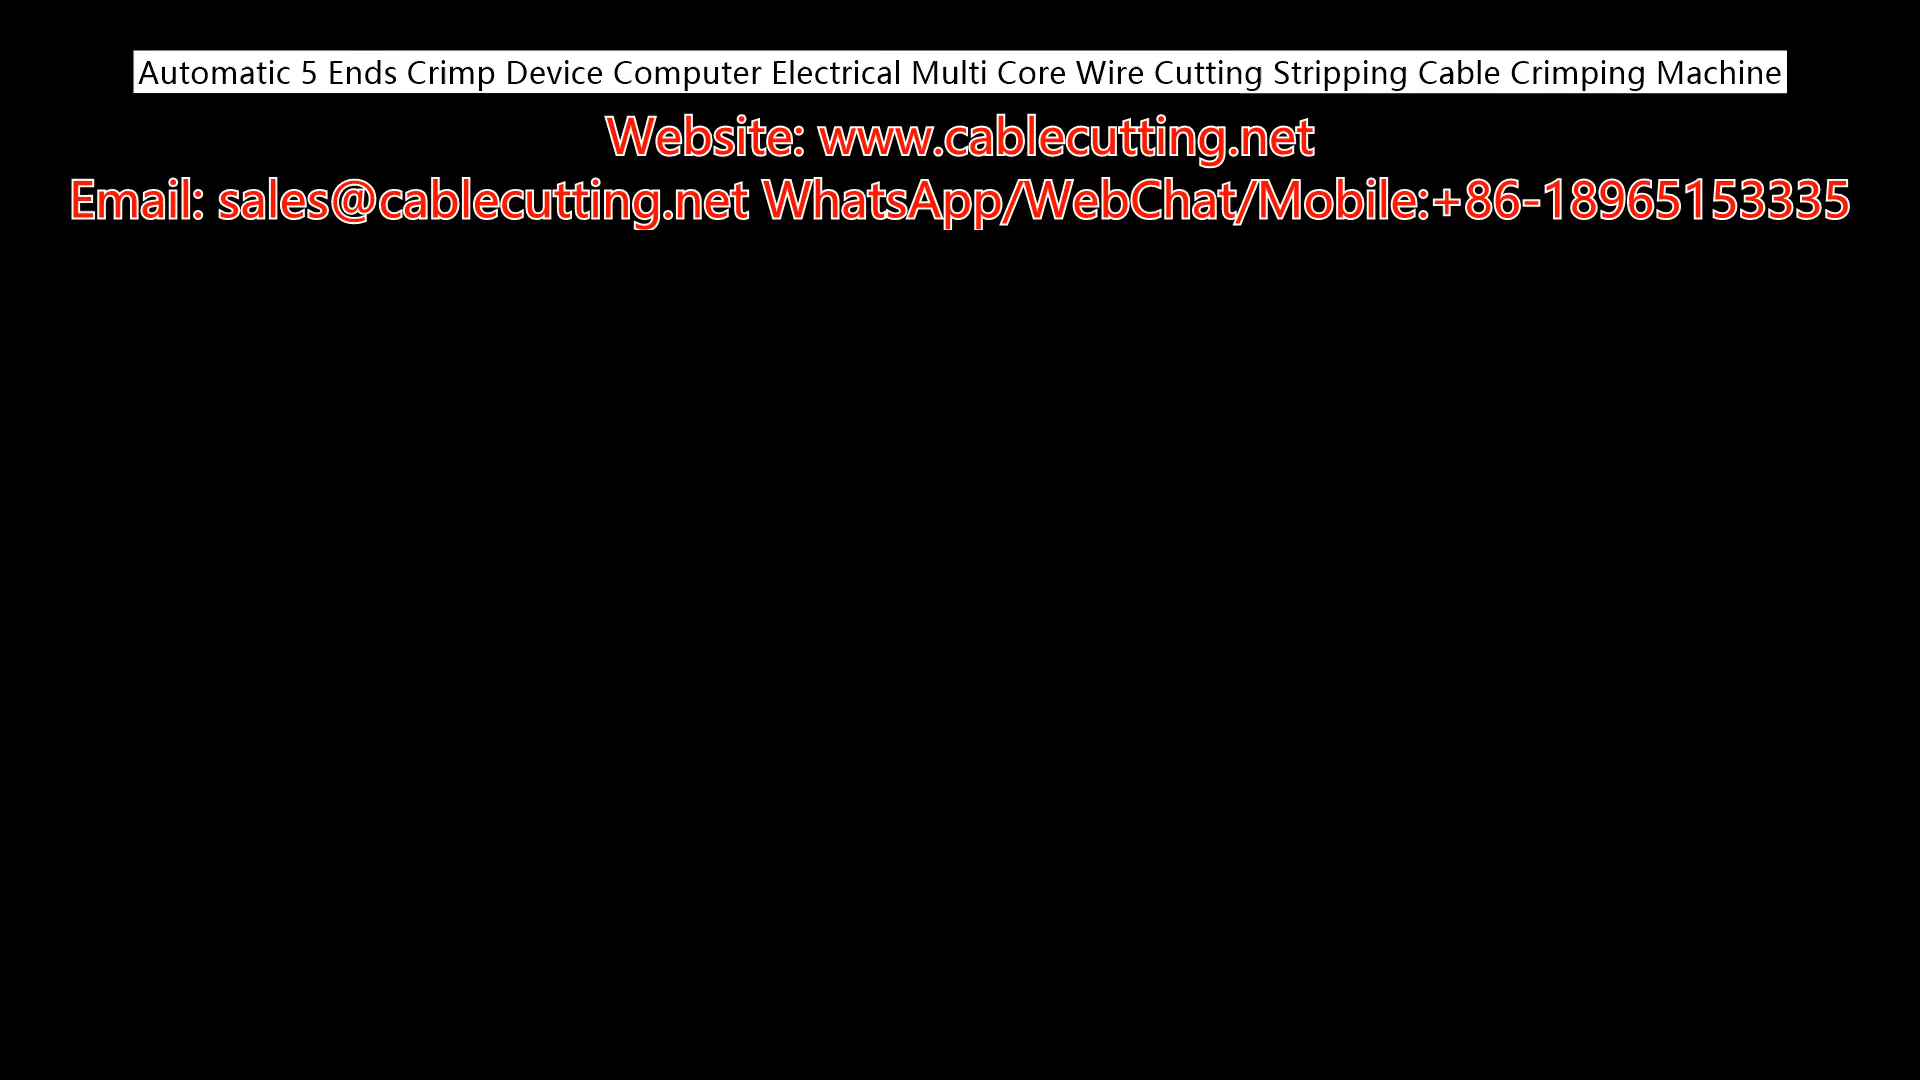 Automatic 5 Ends Crimp Device Computer Electrical Multi Core Wire Cutting Stripping Cable Crimping Machine
Website: www.cablecutting.net
Email: sales@cablecutting.net WhatsApp/WebChat/Mobile:+86-18965153335